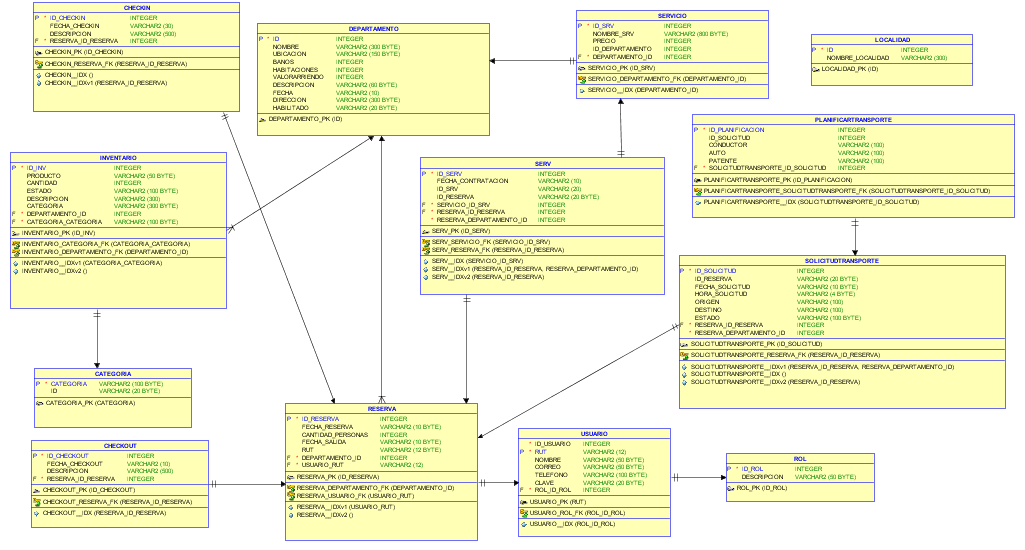 CHECKIN
P * ID_CHECKIN INTEGER
FECHA_CHECKIN VARCHAR2 (30)
DESCRIPCION VARCHAR2 (500)
F * RESERVA_ID_RESERVA INTEGER
CHECKIN_PK (ID_CHECKIN)
CHECKIN_RESERVA_FK (RESERVA_ID_RESERVA)
CHECKIN__IDX ()
CHECKIN__IDXv1 (RESERVA_ID_RESERVA)
DEPARTAMENTO
P * ID INTEGER
NOMBRE VARCHAR2 (300 BYTE)
UBICACION VARCHAR2 (150 BYTE)
BANOS INTEGER
HABITACIONES INTEGER
VALORARRIENDO INTEGER
DESCRIPCION VARCHAR2 (60 BYTE)
FECHA VARCHAR2 (10)
DIRECCION VARCHAR2 (300 BYTE)
HABILITADO VARCHAR2 (20 BYTE)
DEPARTAMENTO_PK (ID)
SERVICIO
P * ID_SRV INTEGER
NOMBRE_SRV VARCHAR2 (800 BYTE)
PRECIO INTEGER
ID_DEPARTAMENTO INTEGER
F * DEPARTAMENTO_ID INTEGER
SERVICIO_PK (ID_SRV)
SERVICIO_DEPARTAMENTO_FK (DEPARTAMENTO_ID)
SERVICIO__IDX (DEPARTAMENTO_ID)
LOCALIDAD
P * ID INTEGER
NOMBRE_LOCALIDAD VARCHAR2 (300)
LOCALIDAD_PK (ID)
PLANIFICARTRANSPORTE
P * ID_PLANIFICACION INTEGER
ID_SOLICITUD INTEGER
CONDUCTOR VARCHAR2 (100)
AUTO VARCHAR2 (100)
PATENTE VARCHAR2 (100)
F * SOLICITUDTRANSPORTE_ID_SOLICITUD INTEGER
PLANIFICARTRANSPORTE_PK (ID_PLANIFICACION)
PLANIFICARTRANSPORTE_SOLICITUDTRANSPORTE_FK (SOLICITUDTRANSPORTE_ID_SOLICITUD)
PLANIFICARTRANSPORTE__IDX (SOLICITUDTRANSPORTE_ID_SOLICITUD)
INVENTARIO
P * ID_INV INTEGER
PRODUCTO VARCHAR2 (50 BYTE)
CANTIDAD INTEGER
ESTADO VARCHAR2 (100 BYTE)
DESCRIPCION VARCHAR2 (300)
CATEGORIA VARCHAR2 (300 BYTE)
F * DEPARTAMENTO_ID INTEGER
F * CATEGORIA_CATEGORIA VARCHAR2 (100 BYTE)
INVENTARIO_PK (ID_INV)
INVENTARIO_CATEGORIA_FK (CATEGORIA_CATEGORIA)
INVENTARIO_DEPARTAMENTO_FK (DEPARTAMENTO_ID)
INVENTARIO__IDXv1 (CATEGORIA_CATEGORIA)
INVENTARIO__IDXv2 ()
SERV
P * ID_SERV INTEGER
FECHA_CONTRATACION VARCHAR2 (10)
ID_SRV VARCHAR2 (20)
ID_RESERVA VARCHAR2 (20 BYTE)
F * SERVICIO_ID_SRV INTEGER
F * RESERVA_ID_RESERVA INTEGER
* RESERVA_DEPARTAMENTO_ID INTEGER
SERV_PK (ID_SERV)
SERV_SERVICIO_FK (SERVICIO_ID_SRV)
SERV_RESERVA_FK (RESERVA_ID_RESERVA)
SERV__IDX (SERVICIO_ID_SRV)
SERV__IDXv1 (RESERVA_ID_RESERVA, RESERVA_DEPARTAMENTO_ID)
SERV__IDXv2 (RESERVA_ID_RESERVA)
SOLICITUDTRANSPORTE
P * ID_SOLICITUD INTEGER
ID_RESERVA VARCHAR2 (20 BYTE)
FECHA_SOLICITUD VARCHAR2 (10 BYTE)
HORA_SOLICITUD VARCHAR2 (4 BYTE)
ORIGEN VARCHAR2 (100)
DESTINO VARCHAR2 (100)
ESTADO VARCHAR2 (100 BYTE)
F * RESERVA_ID_RESERVA INTEGER
* RESERVA_DEPARTAMENTO_ID INTEGER
SOLICITUDTRANSPORTE_PK (ID_SOLICITUD)
SOLICITUDTRANSPORTE_RESERVA_FK (RESERVA_ID_RESERVA)
SOLICITUDTRANSPORTE__IDXv1 (RESERVA_ID_RESERVA, RESERVA_DEPARTAMENTO_ID)
SOLICITUDTRANSPORTE__IDX ()
SOLICITUDTRANSPORTE__IDXv2 (RESERVA_ID_RESERVA)
CATEGORIA
P * CATEGORIA VARCHAR2 (100 BYTE)
ID VARCHAR2 (20 BYTE)
CATEGORIA_PK (CATEGORIA)
CHECKOUT
P * ID_CHECKOUT INTEGER
FECHA_CHECKOUT VARCHAR2 (10)
DESCRIPCION VARCHAR2 (500)
F * RESERVA_ID_RESERVA INTEGER
CHECKOUT_PK (ID_CHECKOUT)
CHECKOUT_RESERVA_FK (RESERVA_ID_RESERVA)
CHECKOUT__IDX (RESERVA_ID_RESERVA)
RESERVA
P * ID_RESERVA INTEGER
FECHA_RESERVA VARCHAR2 (10 BYTE)
CANTIDAD_PERSONAS INTEGER
FECHA_SALIDA VARCHAR2 (10 BYTE)
RUT VARCHAR2 (12 BYTE)
F * DEPARTAMENTO_ID INTEGER
F * USUARIO_RUT VARCHAR2 (12)
RESERVA_PK (ID_RESERVA)
RESERVA_DEPARTAMENTO_FK (DEPARTAMENTO_ID)
RESERVA_USUARIO_FK (USUARIO_RUT)
RESERVA__IDXv1 (USUARIO_RUT)
RESERVA__IDXv2 ()
USUARIO
* ID_USUARIO INTEGER
P * RUT VARCHAR2 (12)
NOMBRE VARCHAR2 (50 BYTE)
CORREO VARCHAR2 (50 BYTE)
TELEFONO VARCHAR2 (100 BYTE)
CLAVE VARCHAR2 (20 BYTE)
F * ROL_ID_ROL INTEGER
USUARIO_PK (RUT)
USUARIO_ROL_FK (ROL_ID_ROL)
USUARIO__IDX (ROL_ID_ROL)
ROL
P * ID_ROL INTEGER
DESCRIPCION VARCHAR2 (50 BYTE)
ROL_PK (ID_ROL)